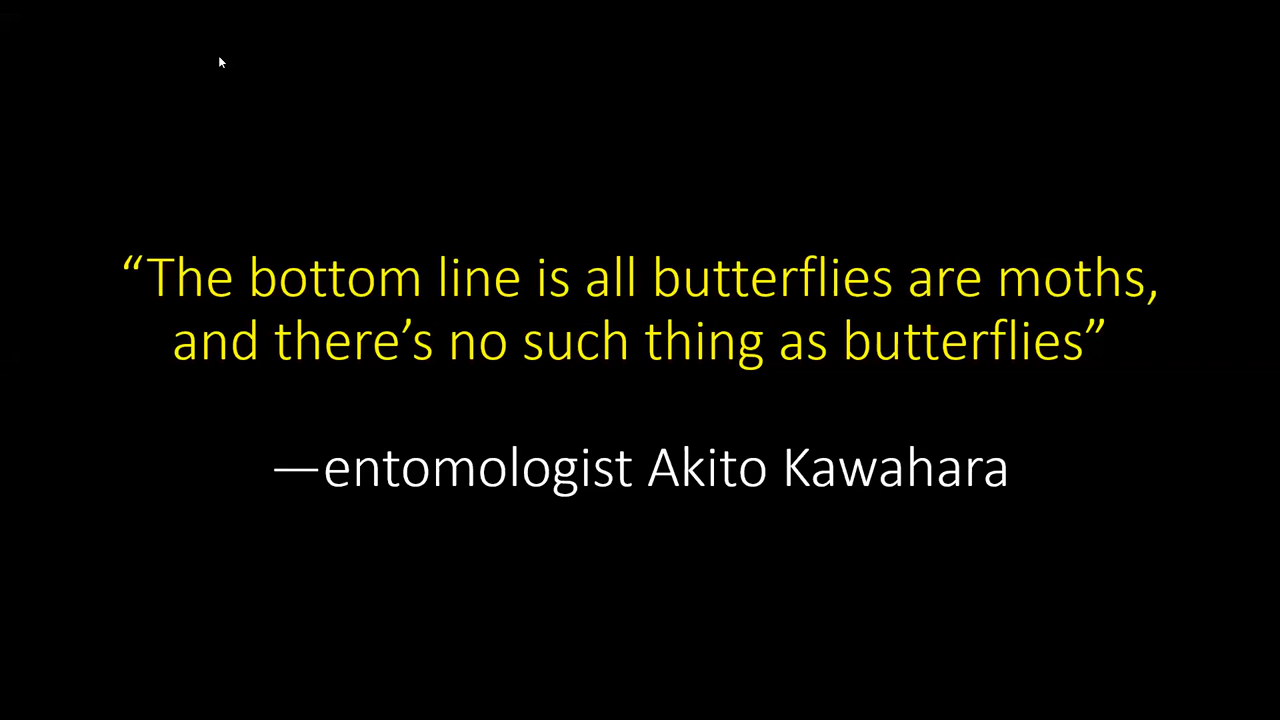 “The bottom line is all butterflies are moths,
and there’s no such thing as butterflies”
—entomologist Akito Kawahara